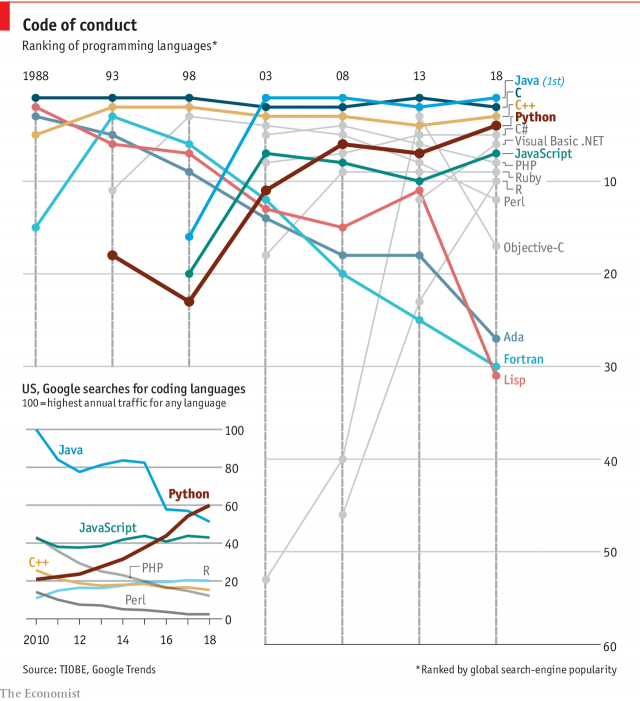 Code of conduct
Ranking of programming languages*
1988 93 98 03 08 13 18
Java (1st)
C
C++
Python
C#
Visual Basic .NET
JavaScript
PHP
10
Ruby
R
Perl
Objective-C
20
Ada
Fortran
30
Lisp
40
50
60
US, Google searches for coding languages
100=highest annual traffic for any language
100
Java
80
Python
60
JavaScript
40
C++
PHP
R
20
Perl
0
2010 12 14 16 18
Source: TIOBE, Google Trends
*Ranked by global search-engine popularity
The Economist